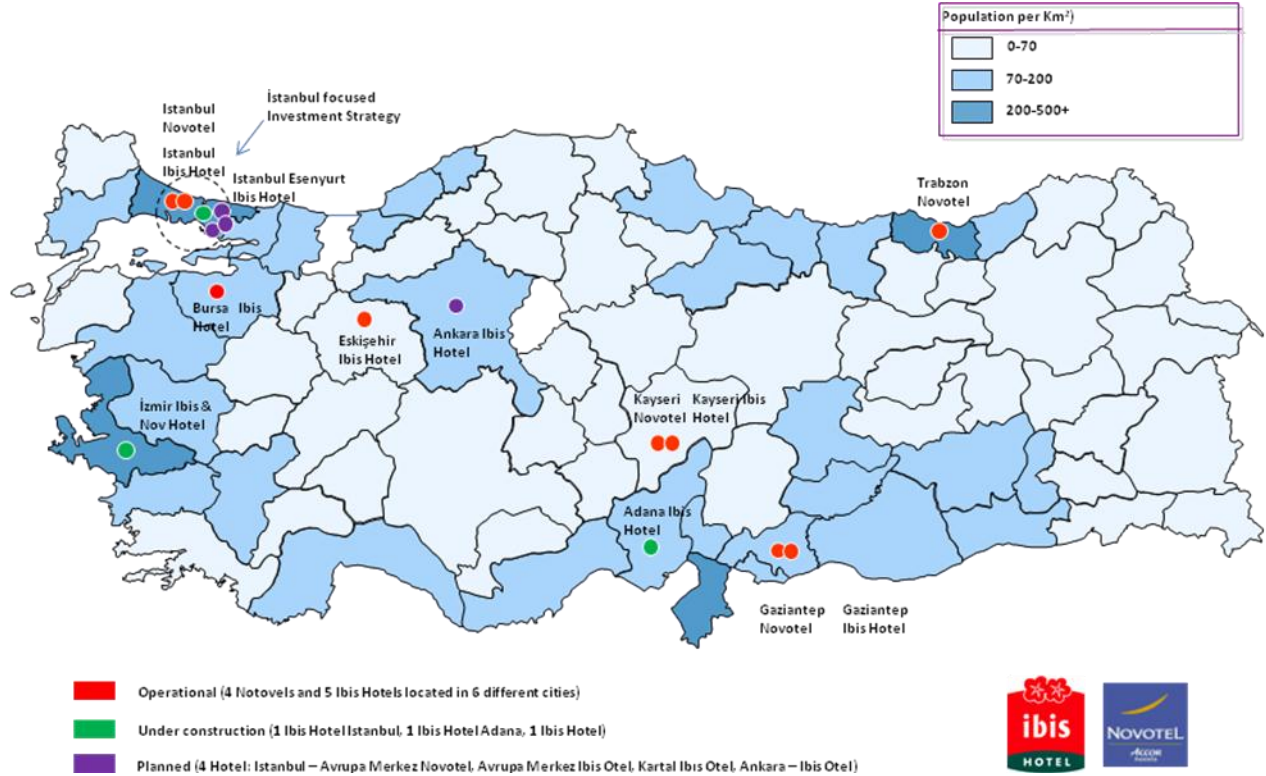 Population per Km²)
0-70
70-200
200-500+
İstanbul focused
Investment Strategy
Istanbul
Novotel
Istanbul
Ibis Hotel
Istanbul Esenyurt
Ibis Hotel
Trabzon
Novotel
Bursa Ibis
Hotel
Eskişehir
Ibis Hotel
Ankara Ibis
Hotel
İzmir Ibis &
Nov Hotel
Kayseri
Novotel
Kayseri Ibis
Hotel
Adana Ibis
Hotel
Gaziantep
Novotel
Gaziantep
Ibis Hotel
Operational (4 Notovels and 5 Ibis Hotels located in 6 different cities)
Under construction (1 Ibis Hotel Istanbul, 1 Ibis Hotel Adana, 1 Ibis Hotel)
Planned (4 Hotel: Istanbul – Avrupa Merkez Novotel, Avrupa Merkez Ibis Otel, Kartal Ibıs Otel, Ankara – Ibis Otel)
ibis
HOTEL
NOVOTEL
ACCOR
hotels